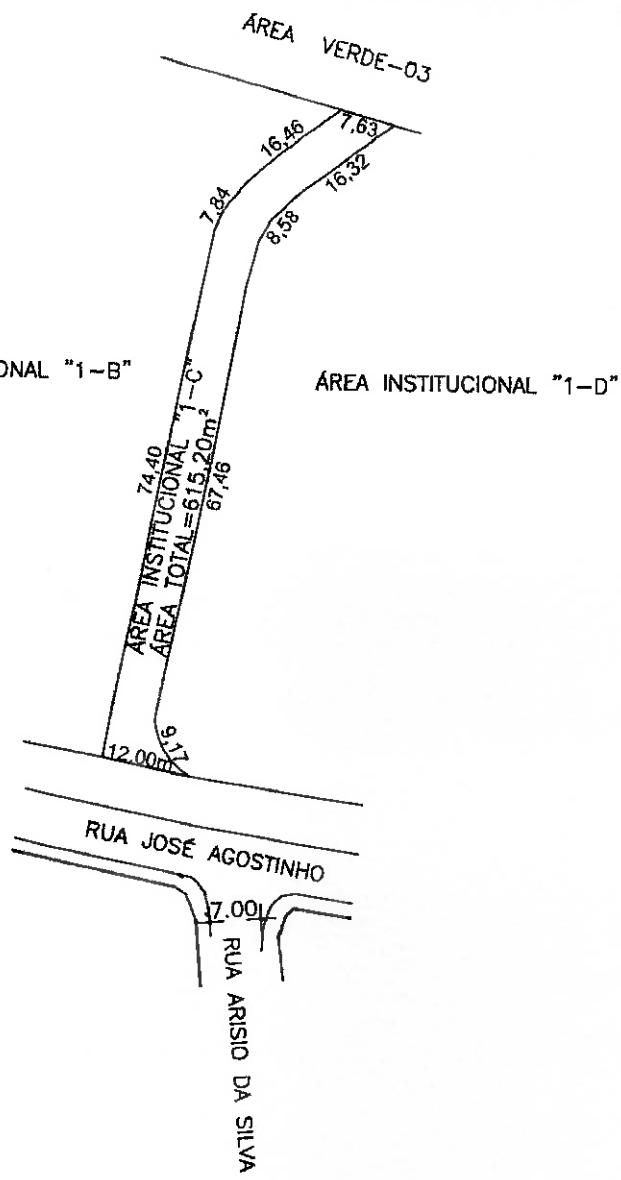 ÁREA VERDE-03
7,63
16,46
16,32
7,84
8,58
ONAL "1-B"
ÁREA INSTITUCIONAL "1-D"
ÁREA INSTITUCIONAL "1-C"
ÁREA TOTAL=615,20m²
74,40
67,46
9,17
12.00m
RUA JOSÉ AGOSTINHO
7.00
RUA ARISIO DA SILVA